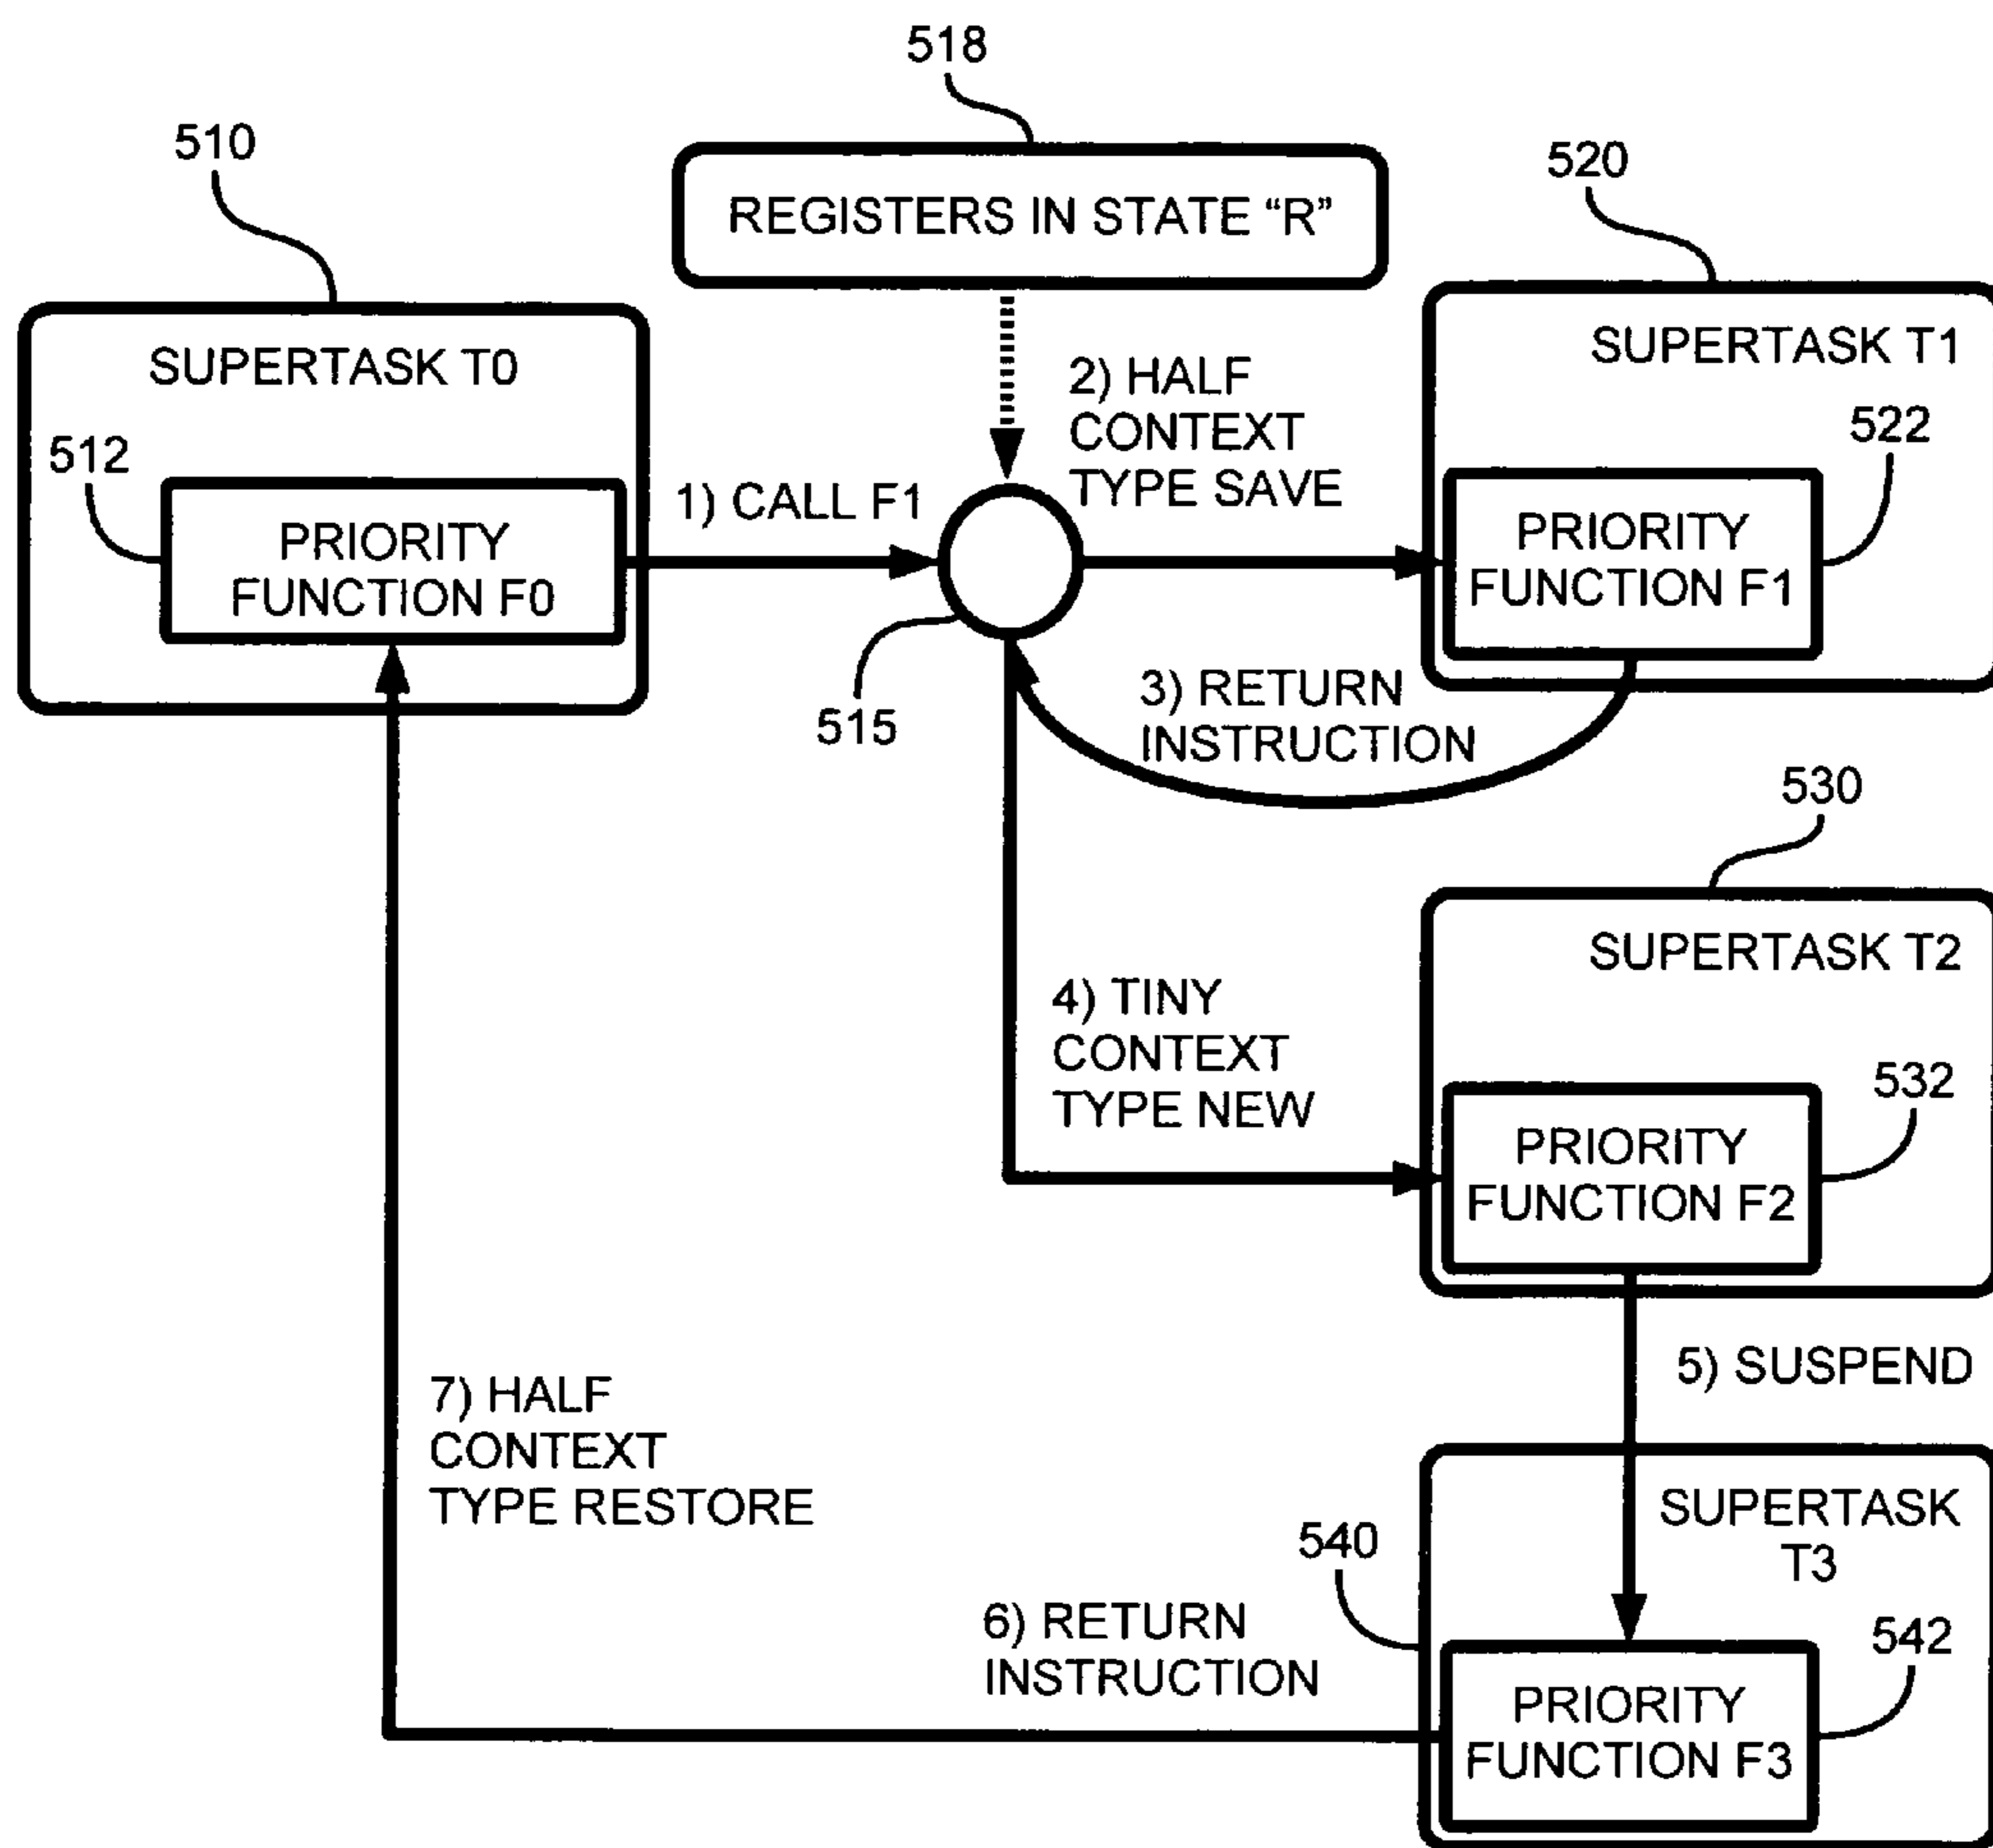 518
510
REGISTERS IN STATE “R”
520
SUPERTASK T0
SUPERTASK T1
512
2) HALF
CONTEXT
TYPE SAVE
522
PRIORITY
FUNCTION F0
1) CALL F1
PRIORITY
FUNCTION F1
515
3) RETURN
INSTRUCTION
530
SUPERTASK T2
4) TINY
CONTEXT
TYPE NEW
532
PRIORITY
FUNCTION F2
5) SUSPEND
7) HALF
CONTEXT
TYPE RESTORE
SUPERTASK
T3
540
6) RETURN
INSTRUCTION
542
PRIORITY
FUNCTION F3